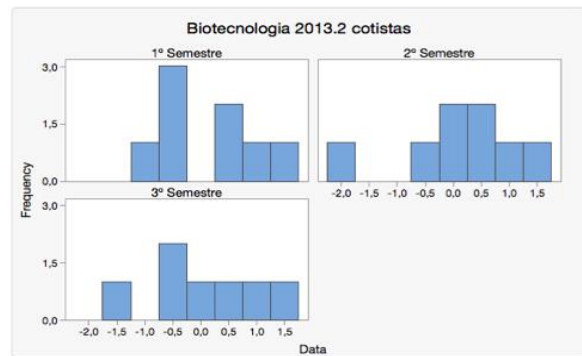 Biotecnologia 2013.2 cotistas
1º Semestre
2º Semestre
3,0
1,5
0,0
-2,0 -1,5 -1,0 -0,5 0,0 0,5 1,0 1,5
Frequency
3º Semestre
3,0
1,5
0,0
-2,0 -1,5 -1,0 -0,5 0,0 0,5 1,0 1,5
Data